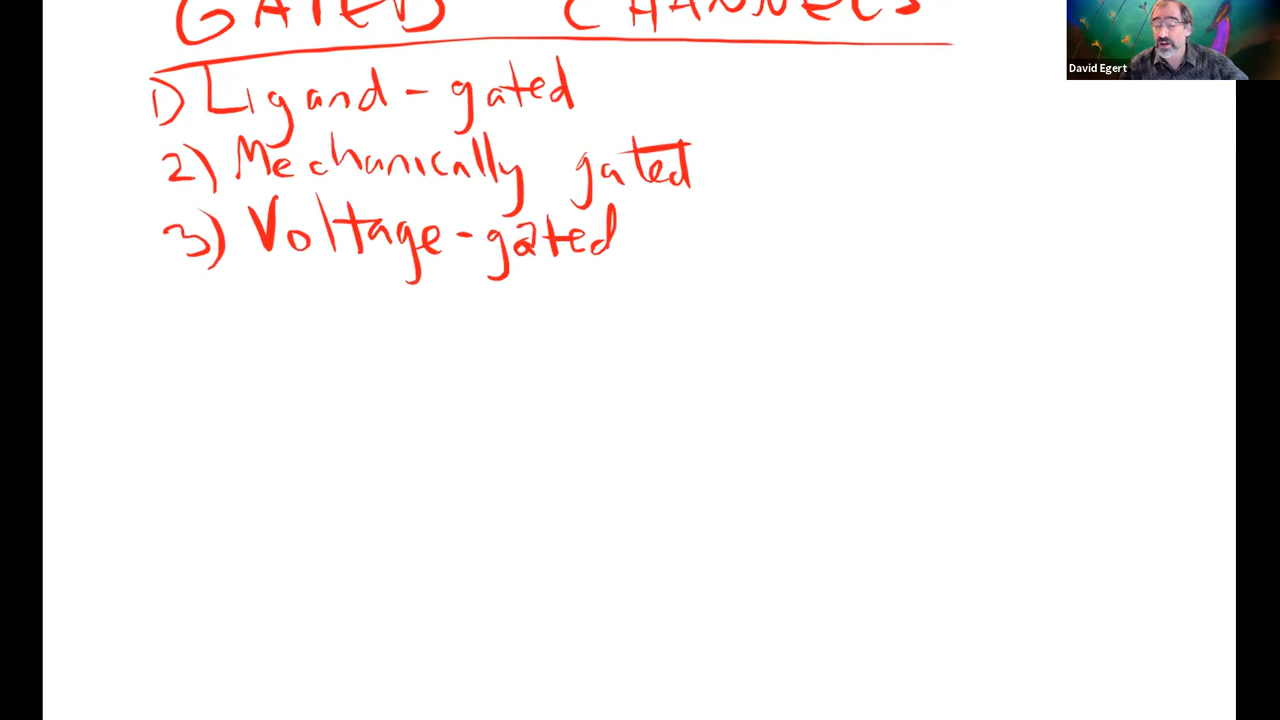 GATED CHANNELS
David Egert
1) Ligand-gated
2) Mechanically gated
3) Voltage-gated